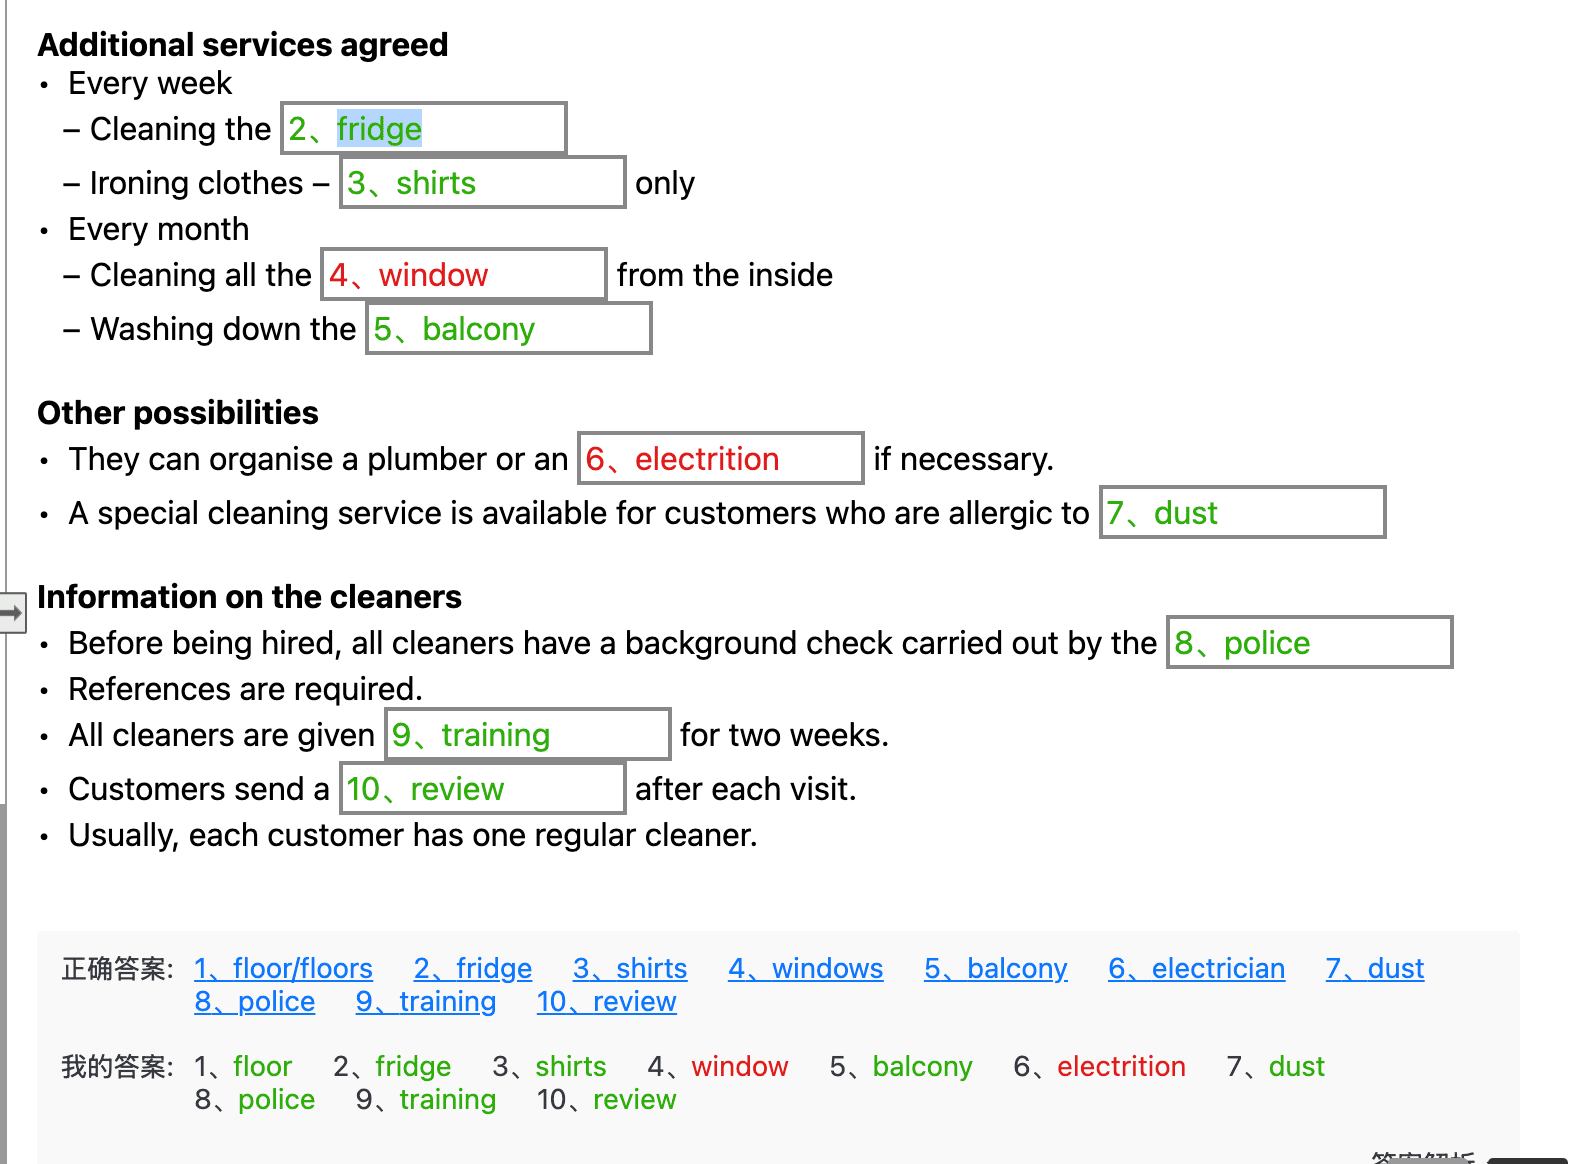 Additional services agreed
• Every week
– Cleaning the 2、fridge
– Ironing clothes – 3、shirts only
• Every month
– Cleaning all the 4、window from the inside
– Washing down the 5、balcony
Other possibilities
• They can organise a plumber or an 6、electrition if necessary.
• A special cleaning service is available for customers who are allergic to 7、dust
Information on the cleaners
• Before being hired, all cleaners have a background check carried out by the 8、police
• References are required.
• All cleaners are given 9、training for two weeks.
• Customers send a 10、review after each visit.
• Usually, each customer has one regular cleaner.
正确答案: 1、floor/floors 2、fridge 3、shirts 4、windows 5、balcony 6、electrician 7、dust
8、police 9、training 10、review
我的答案: 1、floor 2、fridge 3、shirts 4、window 5、balcony 6、electrition 7、dust
8、police 9、training 10、review